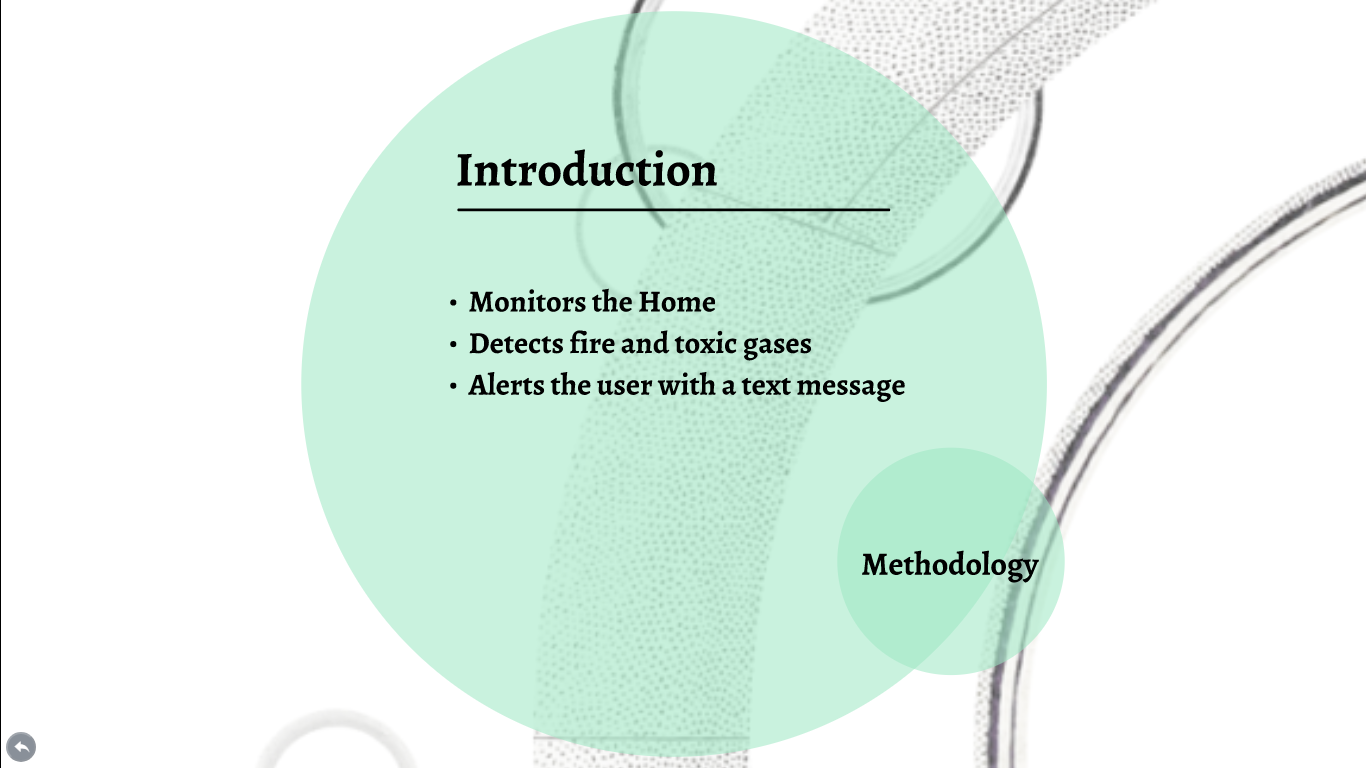 Introduction
• Monitors the Home
• Detects fire and toxic gases
• Alerts the user with a text message
Methodology